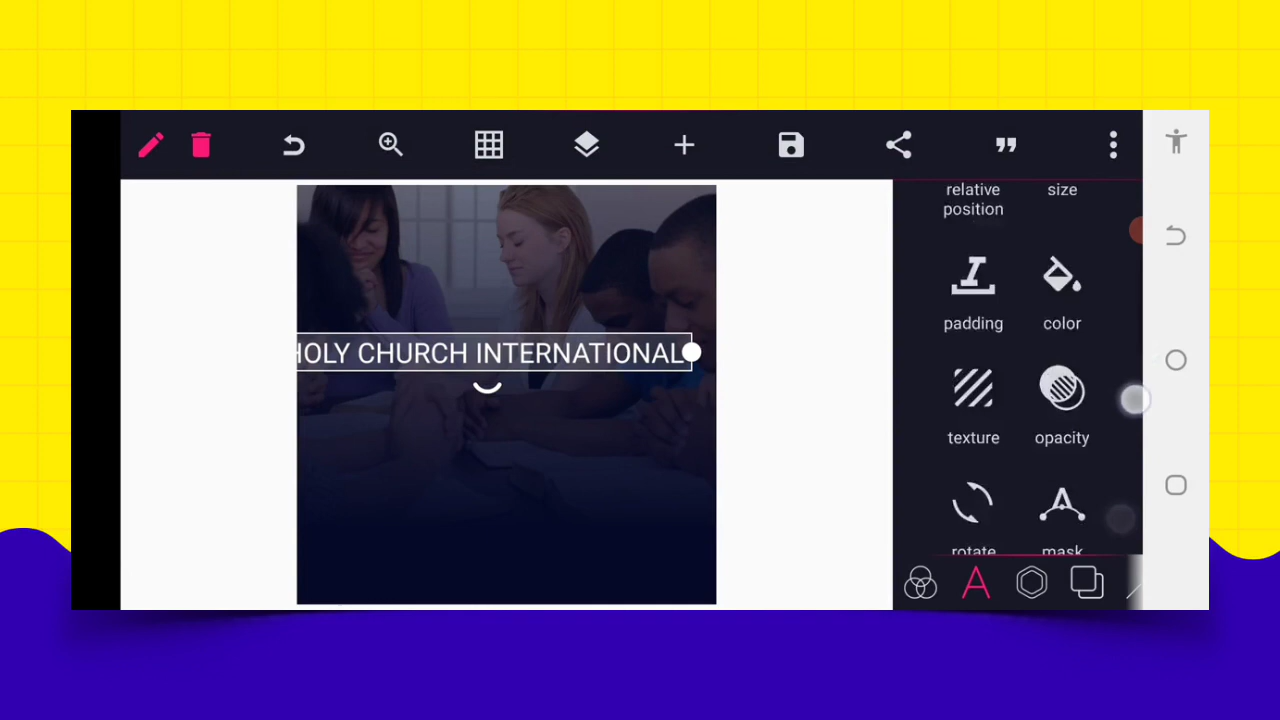 relative
position
size
HOLY CHURCH INTERNATIONAL
padding
color
texture
opacity
rotate
mask